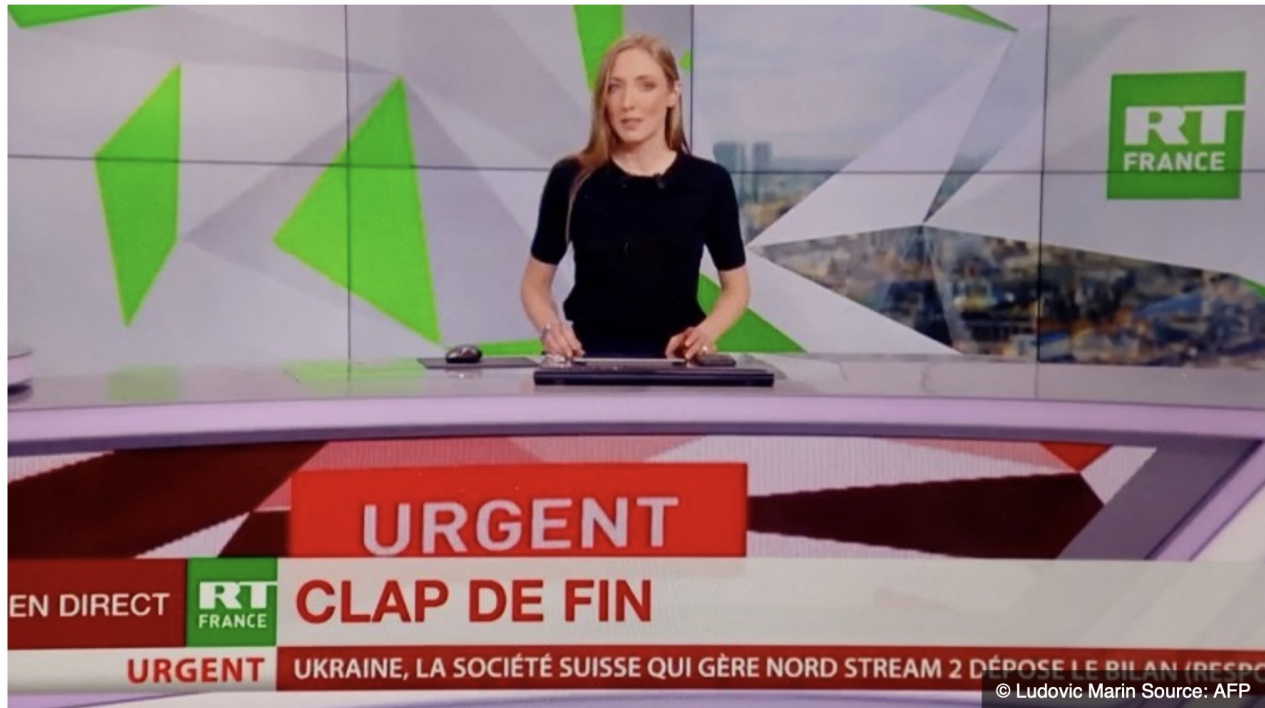 RT
FRANCE
URGENT
EN DIRECT
RT
FRANCE
CLAP DE FIN
URGENT
UKRAINE, LA SOCIÉTÉ SUISSE QUI GÈRE NORD STREAM 2 DÉPOSE LE BILAN (RESPO
© Ludovic Marin Source: AFP